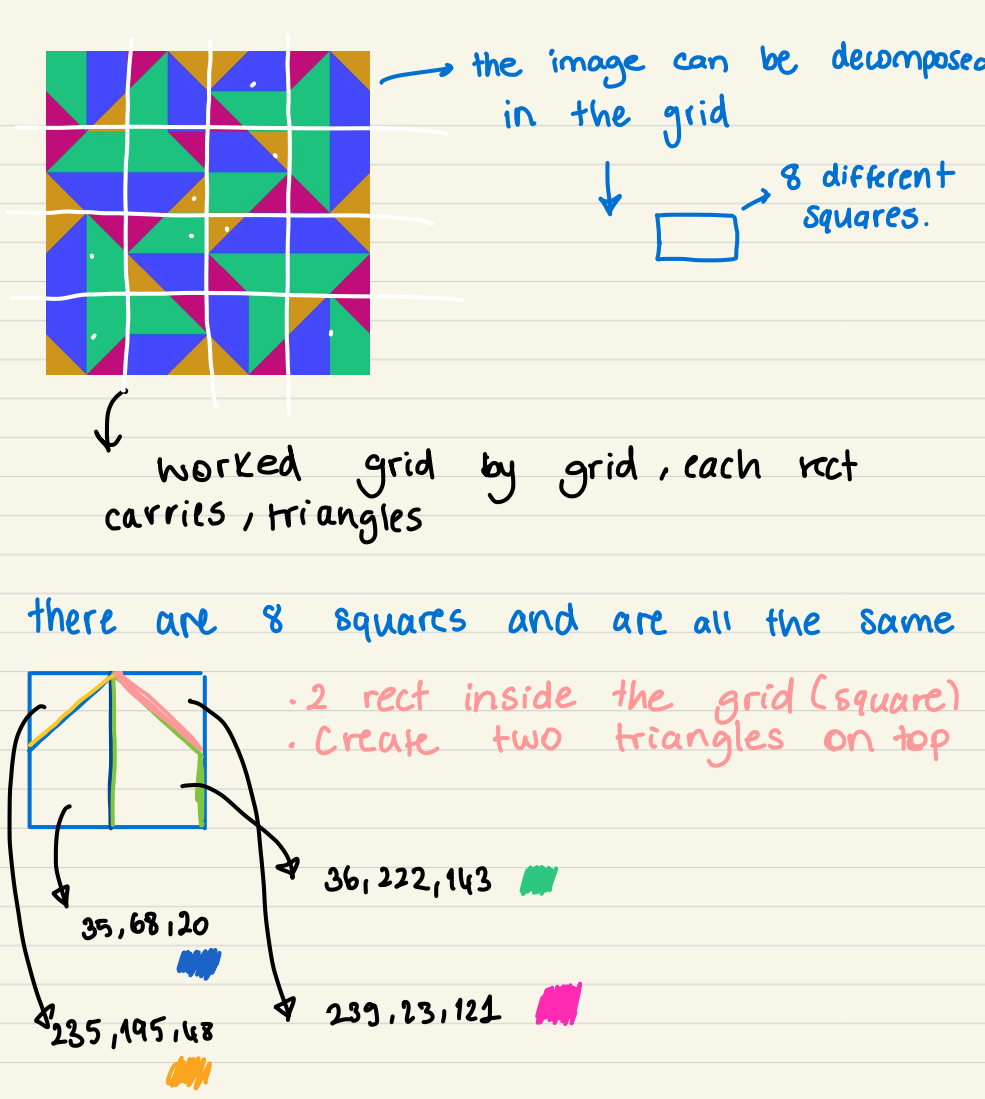 the image can be decomposed
in the grid
8 different
squares.
worked grid by grid, each rect
carries, triangles
there are 8 squares and are all the same
. 2 rect inside the grid (square)
. Create two triangles on top
36,222,143
35,68,20
239,23,121
235,195,48